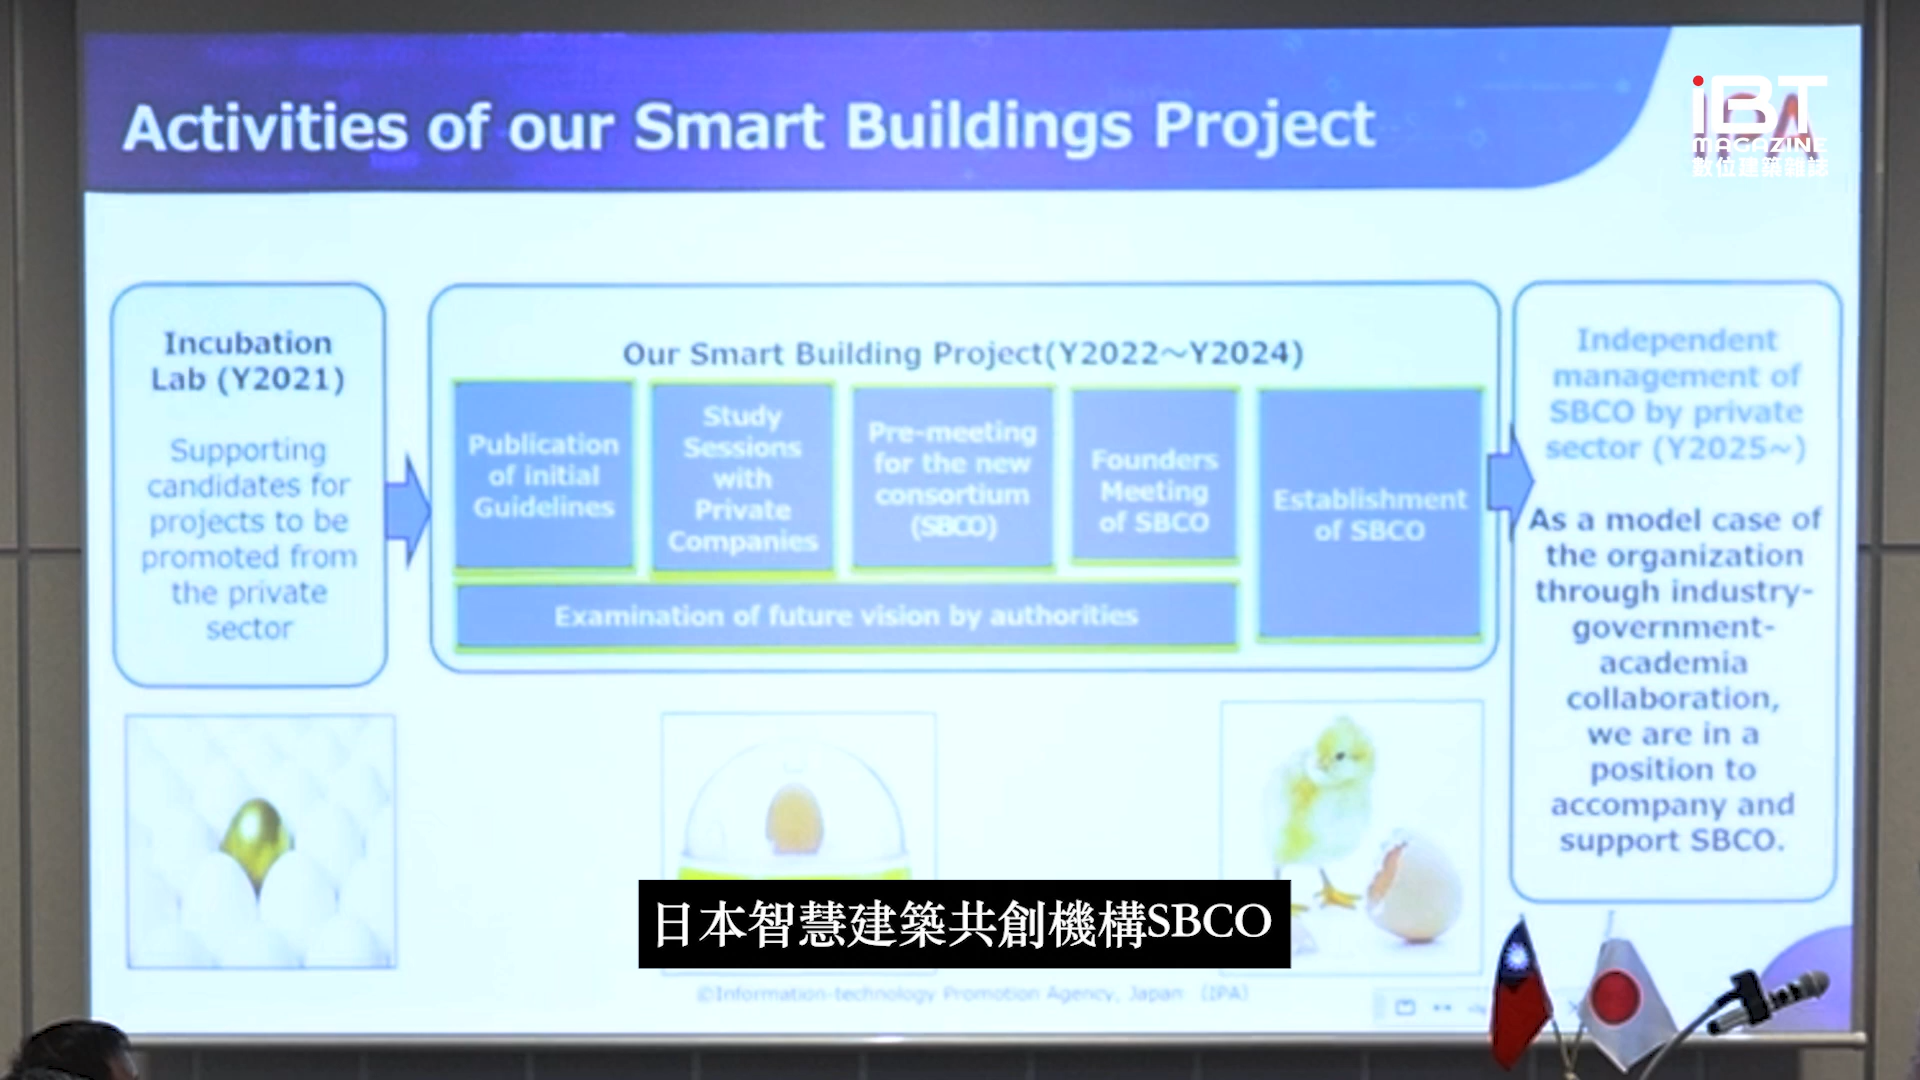 Activities of our Smart Buildings Project
iBT
MAGAZINE
數位建築雜誌
Incubation
Lab (Y2021)
Supporting
candidates for
projects to be
promoted from
the private
sector
Our Smart Building Project(Y2022～Y2024)
Publication
of initial
Guidelines
Study
Sessions
with
Private
Companies
Pre-meeting
for the new
consortium
(SBCO)
Founders
Meeting
of SBCO
Establishment
of SBCO
Examination of future vision by authorities
Independent
management of
SBCO by private
sector (Y2025~)
As a model case of
the organization
through industry-
government-
academia
collaboration,
we are in a
position to
accompany and
support SBCO.
日本智慧建築共創機構SBCO
©Information-technology Promotion Agency, Japan （IPA）